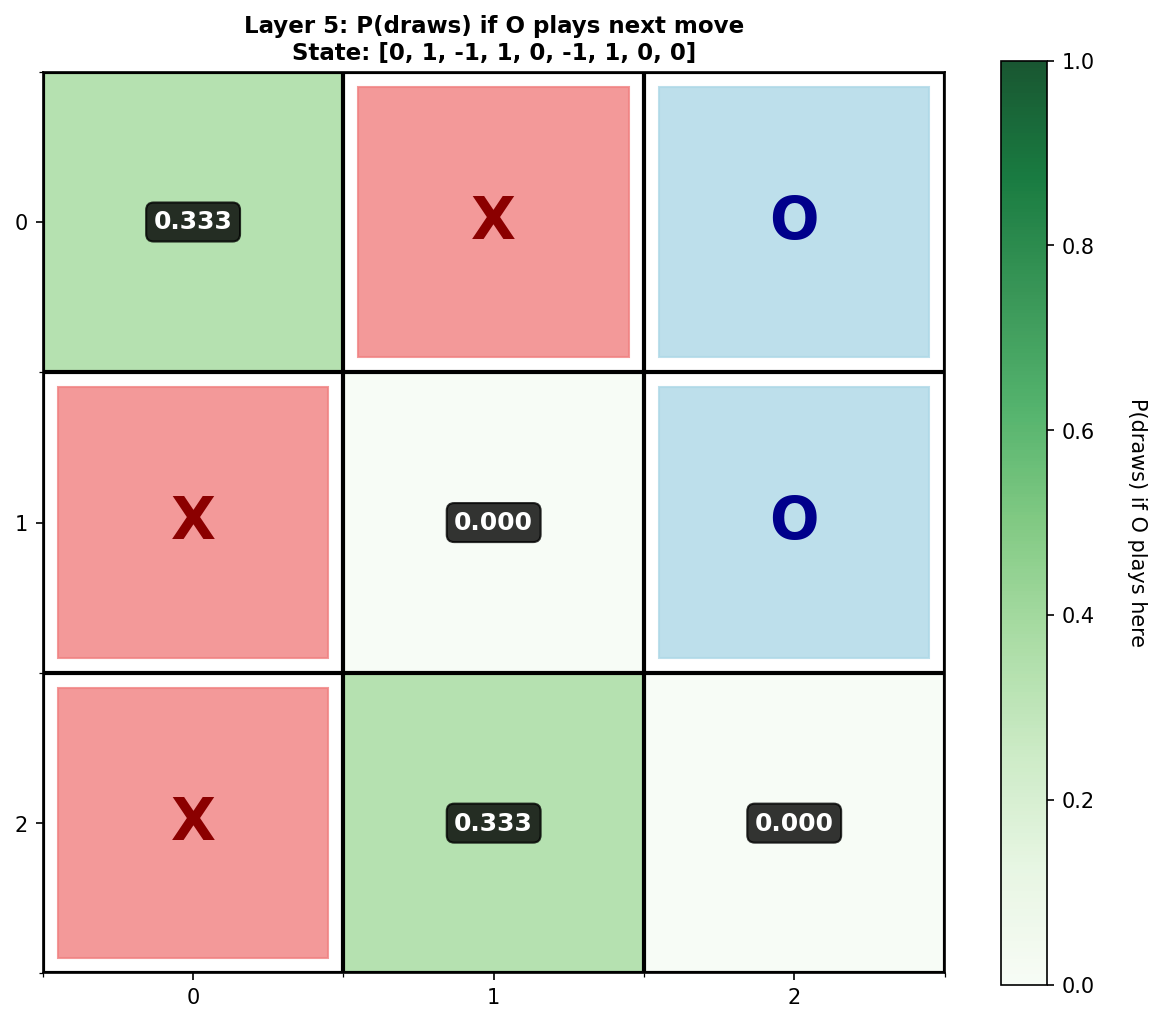 Layer 5: P(draws) if O plays next move
State: [0, 1, -1, 1, 0, -1, 1, 0, 0]
0.333
X
O
X
0.000
O
X
0.333
0.000
0
1
2
0
1
2
1.0
0.8
0.6
0.4
0.2
0.0
P(draws) if O plays here